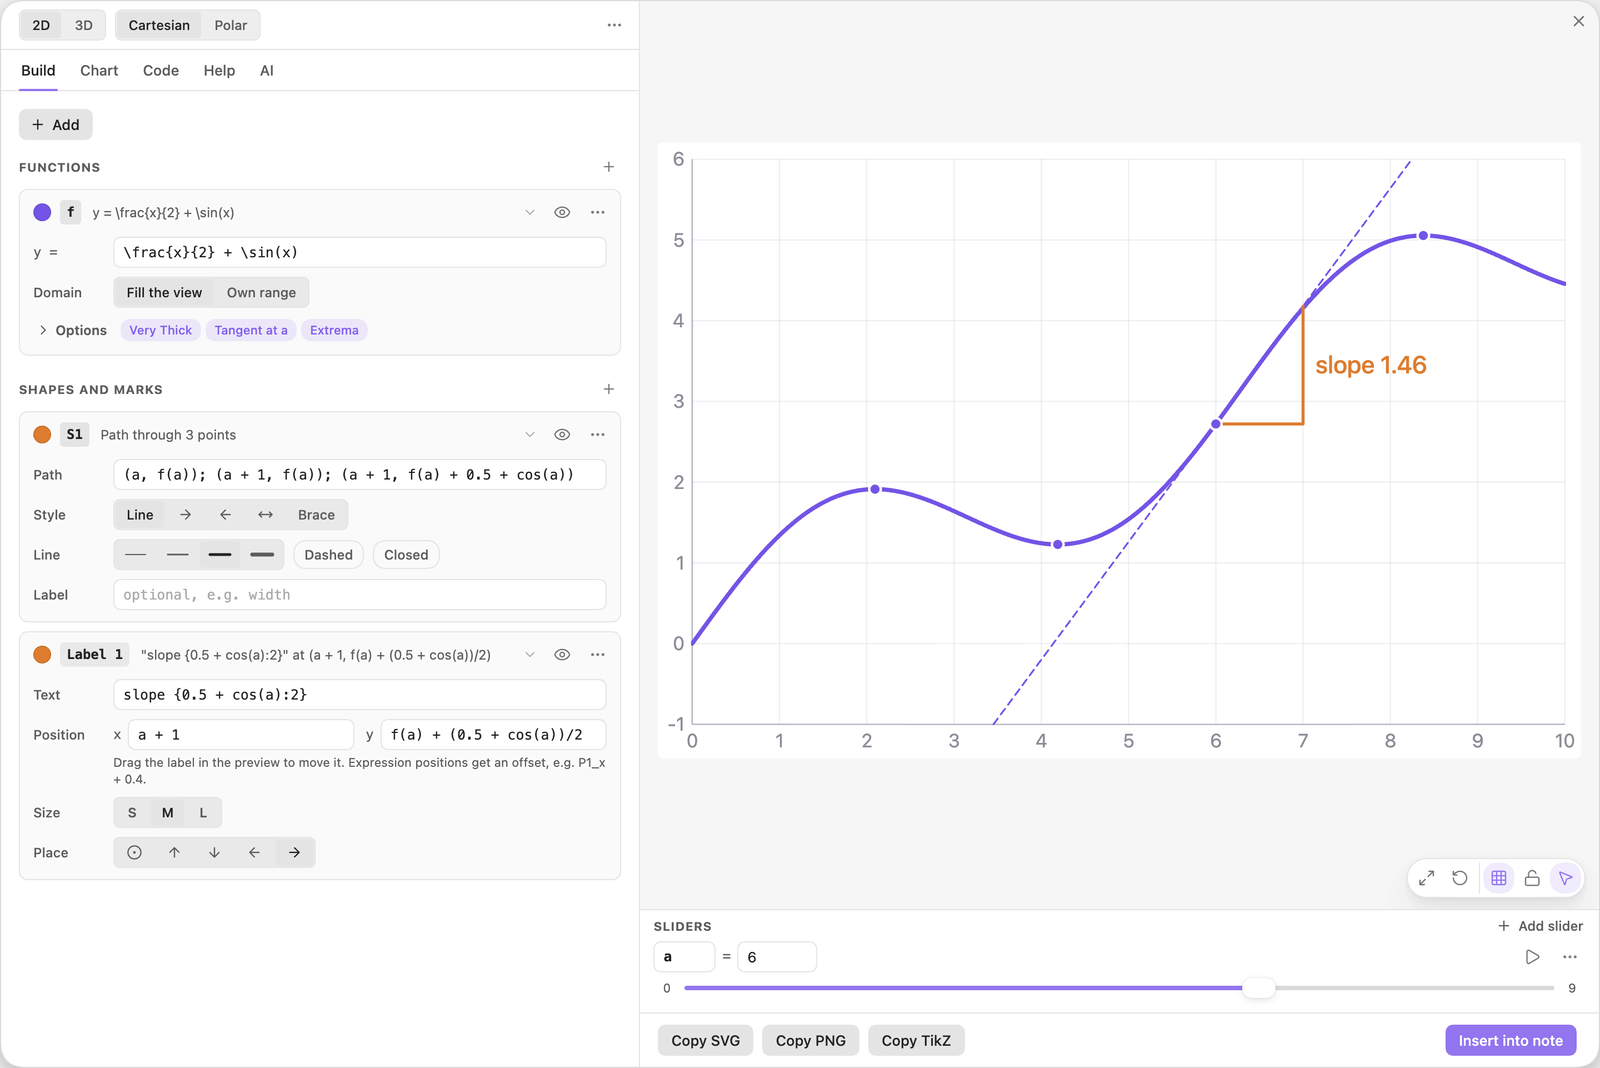 2D 3D Cartesian Polar
Build Chart Code Help AI
+ Add
FUNCTIONS
f y = \frac{x}{2} + \sin(x)
y = \frac{x}{2} + \sin(x)
Domain Fill the view Own range
Options Very Thick Tangent at a Extrema
SHAPES AND MARKS
S1 Path through 3 points
Path (a, f(a)); (a + 1, f(a)); (a + 1, f(a) + 0.5 + cos(a))
Style Line → ← ↔ Brace
Line Dashed Closed
Label optional, e.g. width
Label 1 "slope {0.5 + cos(a):2}" at (a + 1, f(a) + (0.5 + cos(a))/2)
Text slope {0.5 + cos(a):2}
Position x a + 1 y f(a) + (0.5 + cos(a))/2
Drag the label in the preview to move it. Expression positions get an offset, e.g. P1_x
+ 0.4.
Size S M L
Place ↑ ↓ ← →
6
5
4
slope 1.46
3
2
1
0
-1
0 1 2 3 4 5 6 7 8 9 10
SLIDERS + Add slider
a = 6
0 9
Copy SVG Copy PNG Copy TikZ Insert into note